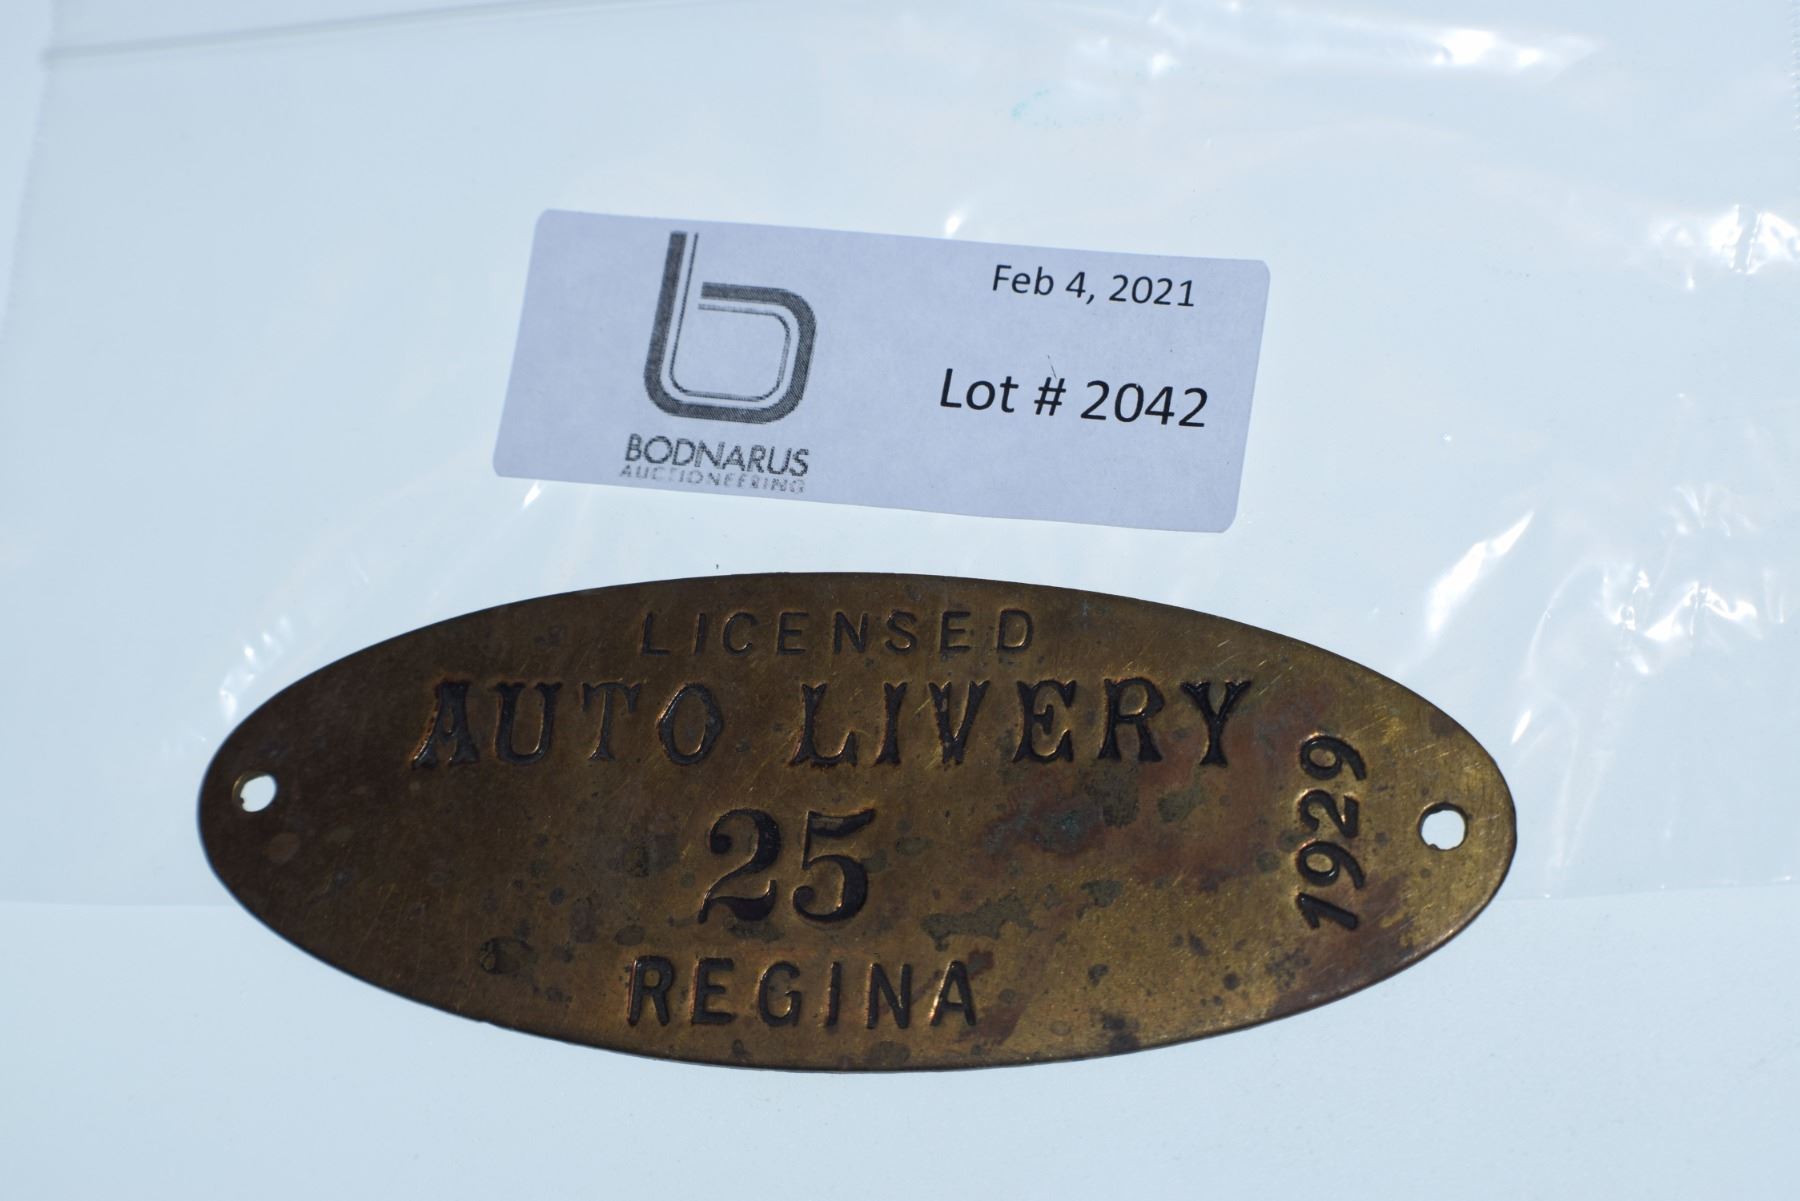 Feb 4, 2021
Lot # 2042
BODNARUS
AUCTIONEERING
LICENSED
AUTO LIVERY
25
1929
REGINA